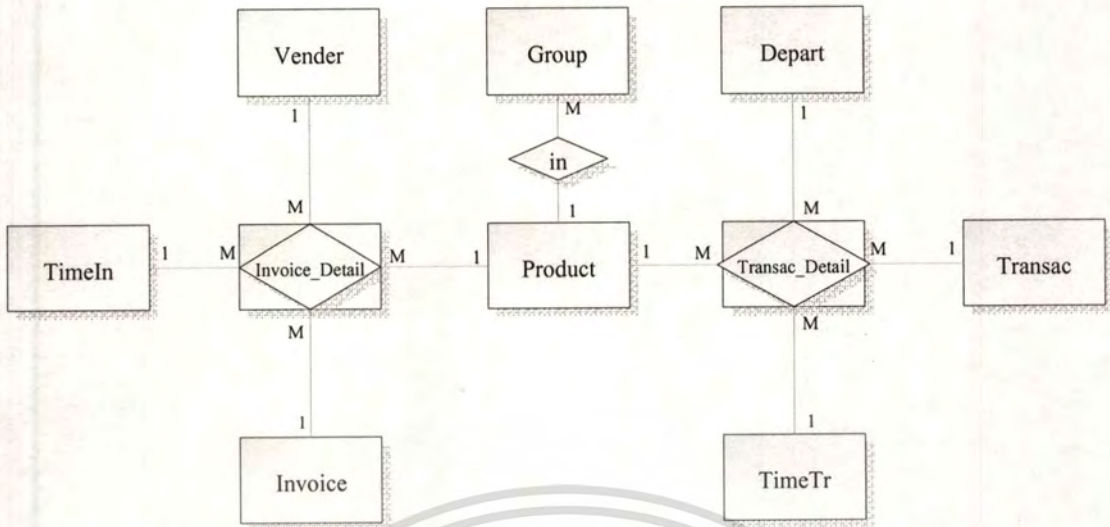 Vender
Group
Depart
1
M
1
in
M
1
M
TimeIn
1
M
Invoice_Detail
M
1
Product
1
M
Transac_Detail
M
1
Transac
M
M
1
1
Invoice
TimeTr